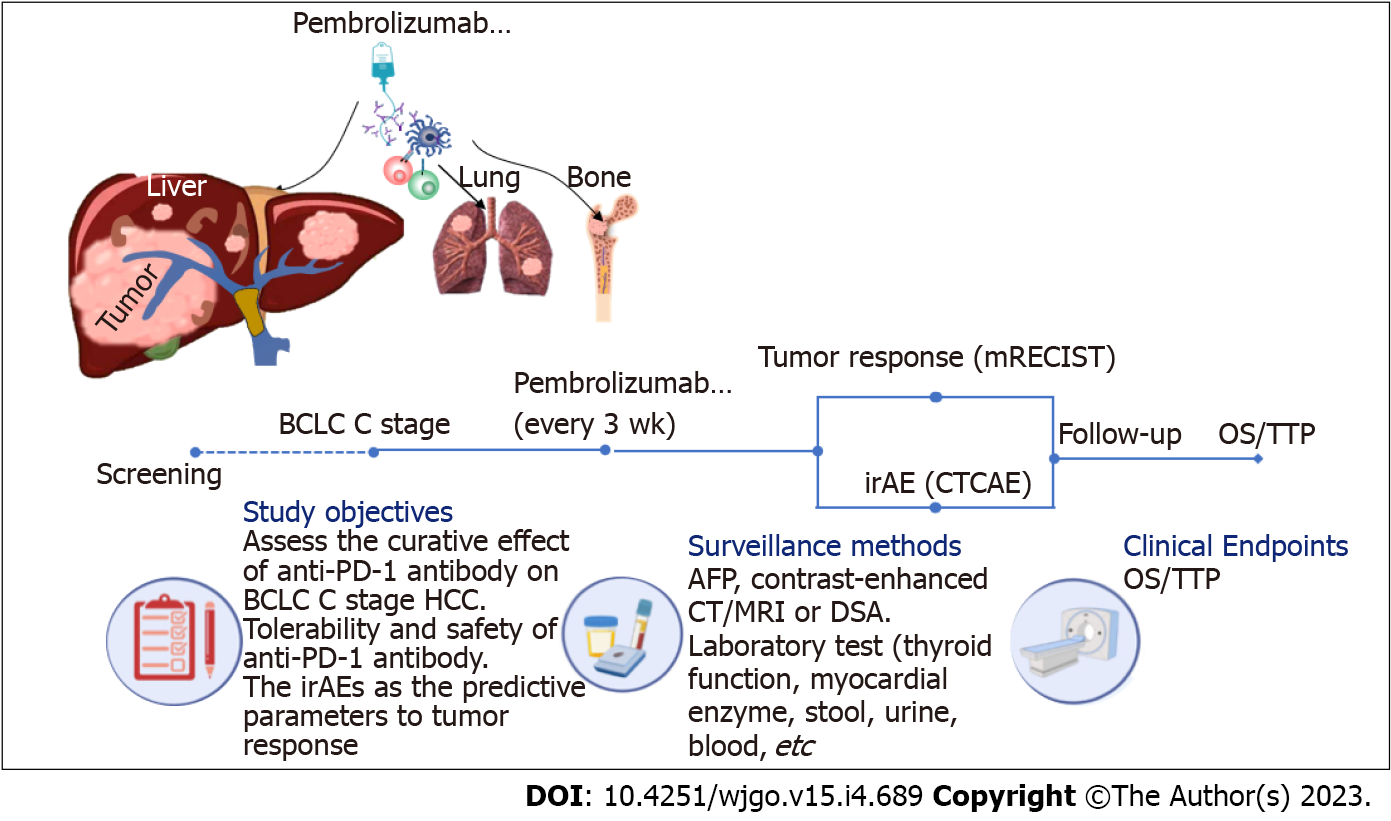 Pembrolizumab...
Liver
Lung
Bone
Tumor
Tumor response (mRECIST)
Pembrolizumab...
(every 3 wk)
BCLC C stage
Follow-up
OS/TTP
Screening
irAE (CTCAE)
Study objectives
Assess the curative effect
of anti-PD-1 antibody on
BCLC C stage HCC.
Tolerability and safety of
anti-PD-1 antibody.
The irAEs as the predictive
parameters to tumor
response
Surveillance methods
AFP, contrast-enhanced
CT/MRI or DSA.
Laboratory test (thyroid
function, myocardial
enzyme, stool, urine,
blood, etc
Clinical Endpoints
OS/TTP
DOI: 10.4251/wjgo.v15.i4.689 Copyright ©The Author(s) 2023.